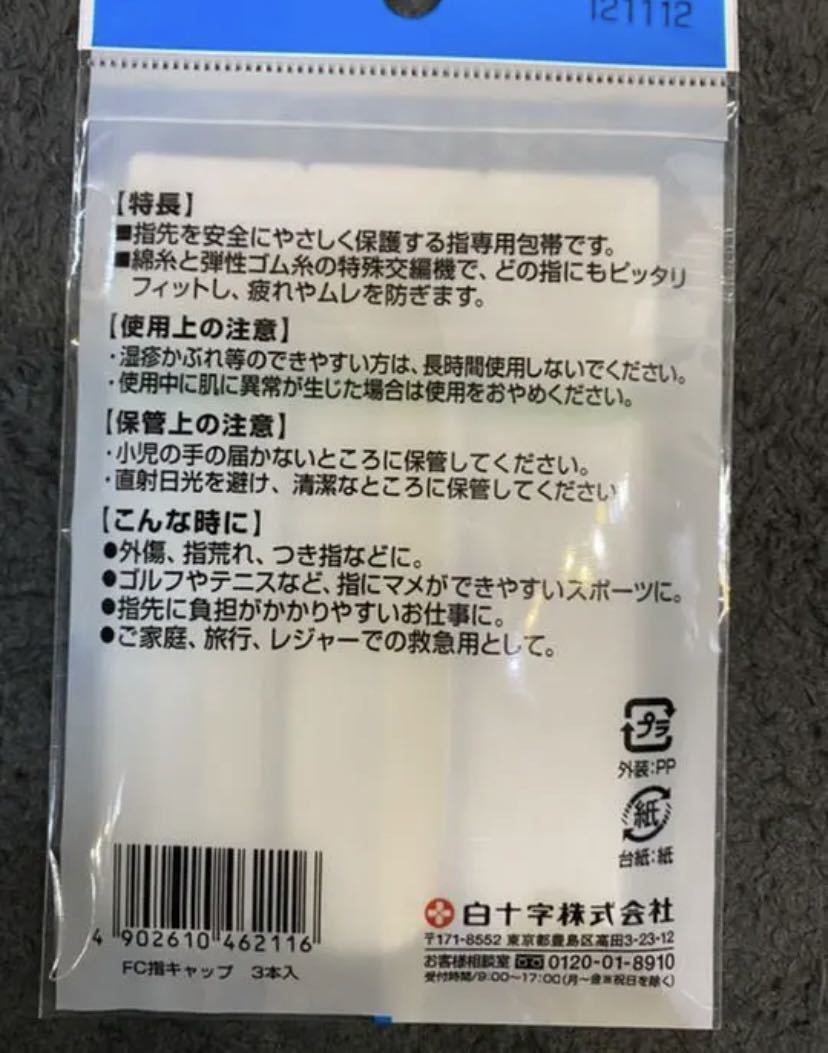 121112
【特長】
■指先を安全にやさしく保護する指専用包帯です。
■綿糸と弾性ゴム糸の特殊交編機で、どの指にもピッタリ
フィットし、疲れやムレを防ぎます。
【使用上の注意】
・湿疹かぶれ等のできやすい方は、長時間使用しないでください。
・使用中に肌に異常が生じた場合は使用をおやめください。
【保管上の注意】
・小児の手の届かないところに保管してください。
・直射日光を避け、清潔なところに保管してください
【こんな時に】
●外傷、指荒れ、つき指などに。
●ゴルフやテニスなど、指にマメができやすいスポーツに。
●指先に負担がかかりやすいお仕事に。
●ご家庭、旅行、レジャーでの救急用として。
プラ
外装:PP
紙
台紙:紙
4 902610 462116
FC指キャップ 3本入
白十字株式会社
〒171-8552 東京都豊島区高田3-23-12
お客様相談室 0120-01-8910
受付時間/9:00〜17:00(月〜金※祝日を除く)